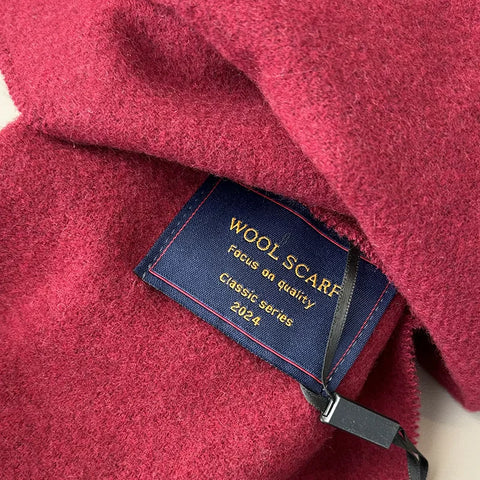 WOOL SCARF
Focus on quality
Classic series
2024